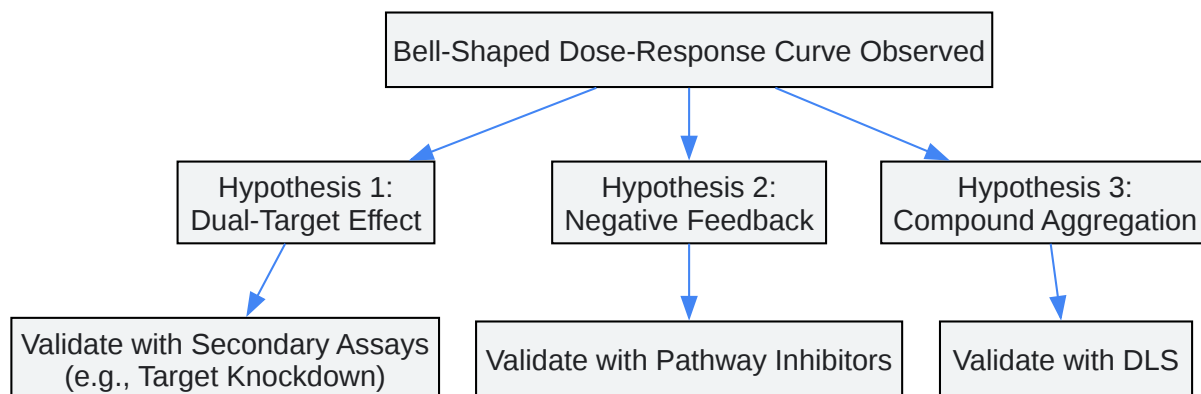 Bell-Shaped Dose-Response Curve Observed
Hypothesis 1:
Dual-Target Effect
Hypothesis 2:
Negative Feedback
Hypothesis 3:
Compound Aggregation
Validate with Secondary Assays
(e.g., Target Knockdown)
Validate with Pathway Inhibitors
Validate with DLS